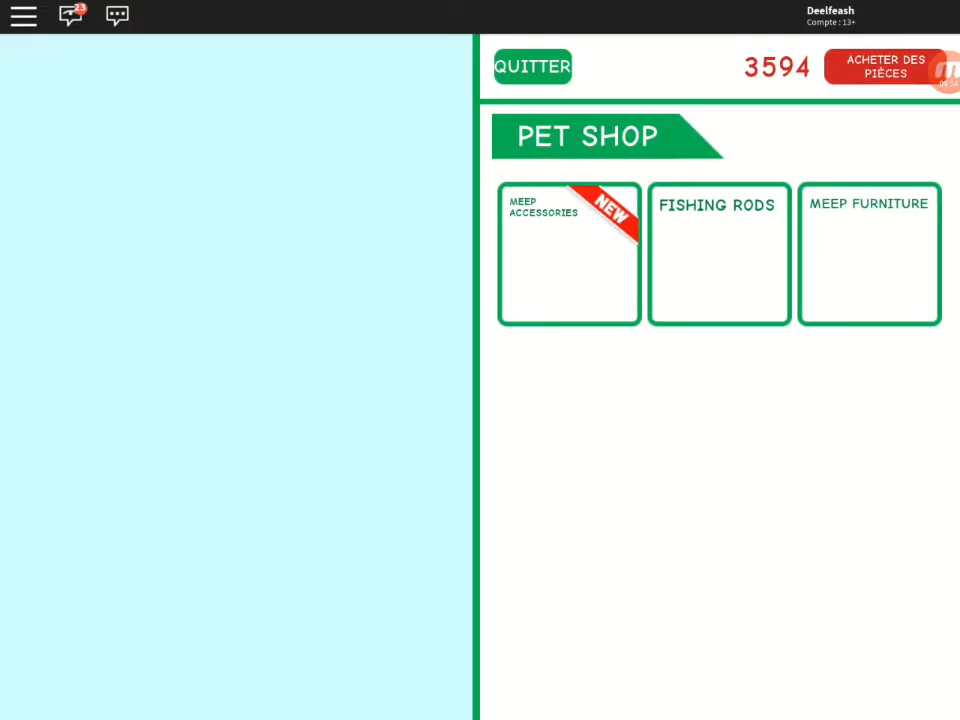 23
Deelfeash
Compte : 13+
QUITTER
3594
ACHETER DES
PIÈCES
PET SHOP
MEEP
ACCESSORIES
NEW
FISHING RODS
MEEP FURNITURE